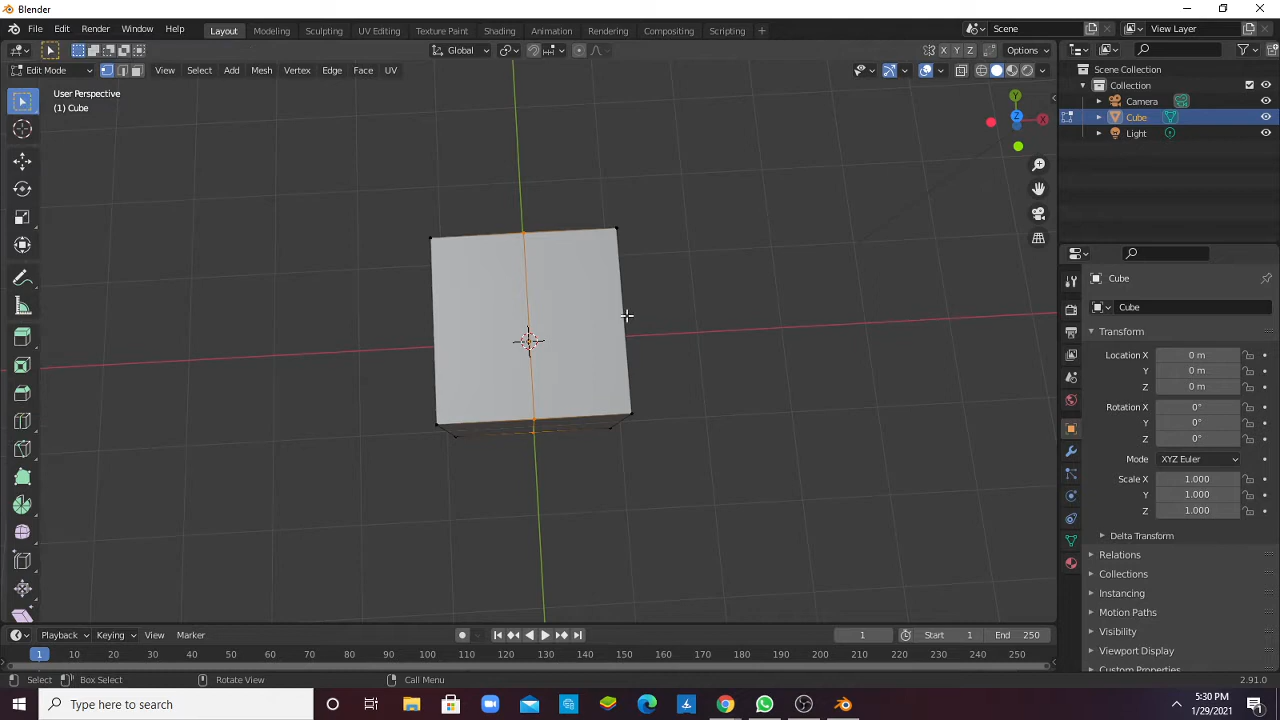 Blender
File Edit Render Window Help Layout Modeling Sculpting UV Editing Texture Paint Shading Animation Rendering Compositing Scripting + Scene View Layer
Global X Y Z Options
Edit Mode View Select Add Mesh Vertex Edge Face UV
Scene Collection
Collection
Camera
Cube
Light
User Perspective
(1) Cube
Y
Z
X
Cube
Cube
Transform
Location X 0 m
Y 0 m
Z 0 m
Rotation X 0°
Y 0°
Z 0°
Mode XYZ Euler
Scale X 1.000
Y 1.000
Z 1.000
Delta Transform
Relations
Collections
Instancing
Motion Paths
Visibility
Viewport Display
Custom Properties
Playback Keying View Marker 1 Start 1 End 250
1 10 20 30 40 50 60 70 80 90 100 110 120 130 140 150 160 170 180 190 200 210 220 230 240 250
Select Box Select Rotate View Call Menu 2.91.0
Type here to search
5:30 PM
1/29/2021